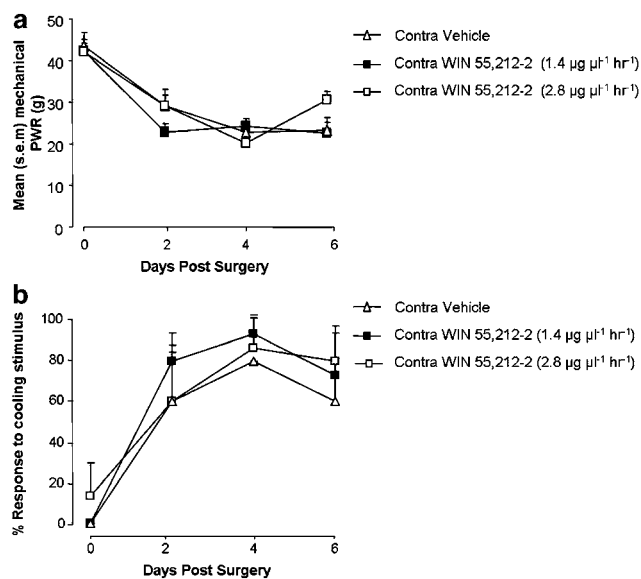 a
50
40
30
20
10
0
Mean (s.e.m) mechanical
PWR (g)
0 2 4 6
Days Post Surgery
Contra Vehicle
Contra WIN 55,212-2 (1.4 µg µl⁻¹ hr⁻¹)
Contra WIN 55,212-2 (2.8 µg µl⁻¹ hr⁻¹)
b
100
80
60
40
20
0
% Response to cooling stimulus
0 2 4 6
Days Post Surgery
Contra Vehicle
Contra WIN 55,212-2 (1.4 µg µl⁻¹ hr⁻¹)
Contra WIN 55,212-2 (2.8 µg µl⁻¹ hr⁻¹)